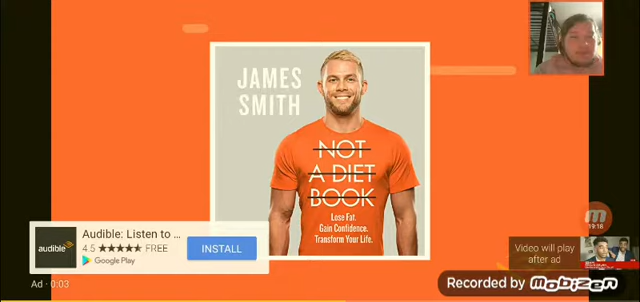 JAMES
SMITH
NOT
A DIET
BOOK
Lose Fat.
Gain Confidence.
Transform Your Life.
audible
Audible: Listen to ...
4.5 ★★★★★ FREE
Google Play
INSTALL
Ad · 0:03
19:18
Video will play
after ad
Recorded by mobizen